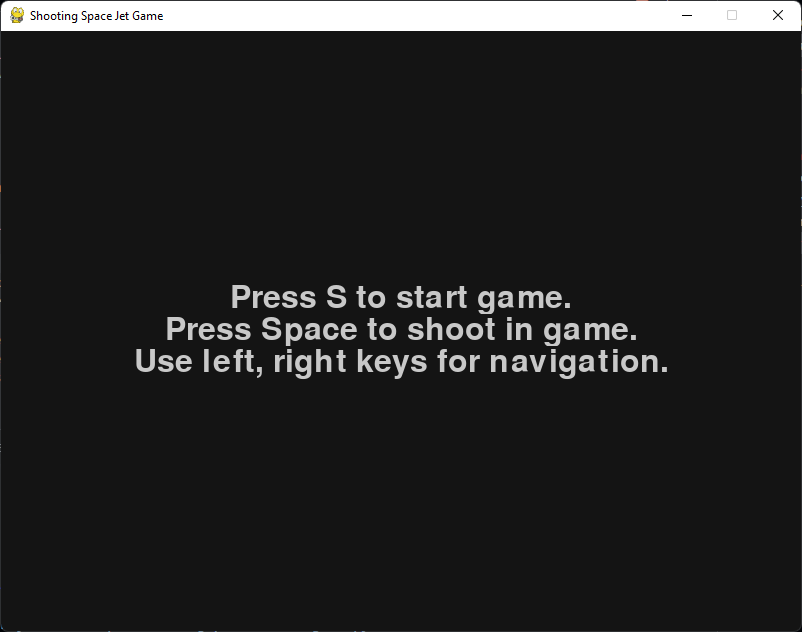 Shooting Space Jet Game
Press S to start game.
Press Space to shoot in game.
Use left, right keys for navigation.